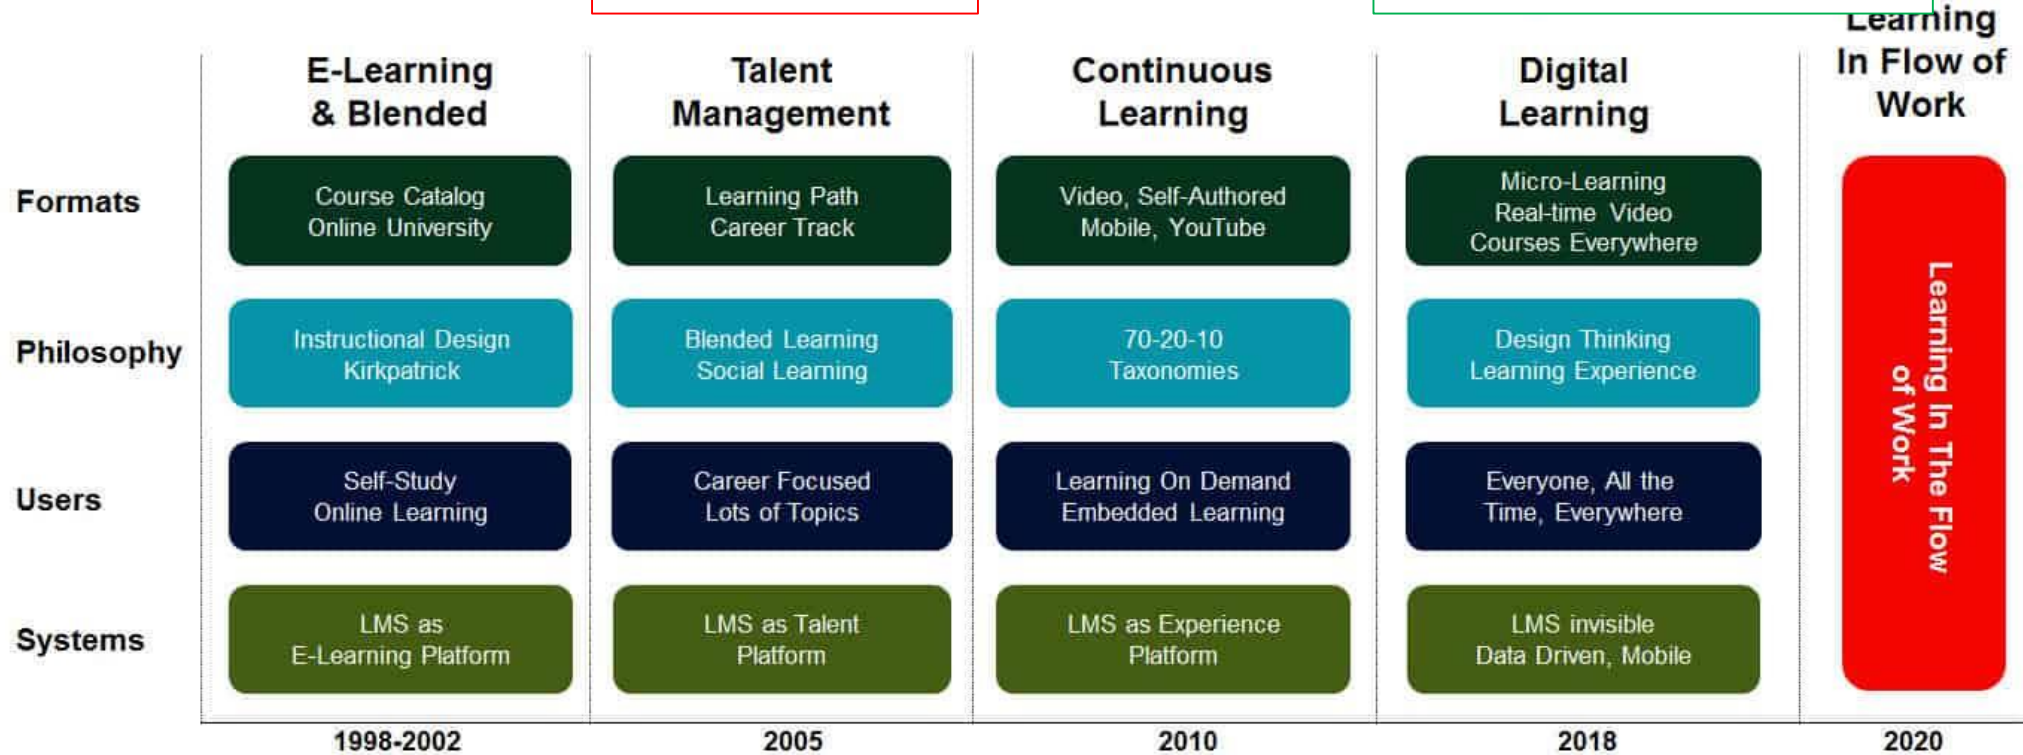 E-Learning
& Blended
Talent
Management
Continuous
Learning
Digital
Learning
Learning
In Flow of
Work
Formats
Course Catalog
Online University
Learning Path
Career Track
Video, Self-Authored
Mobile, YouTube
Micro-Learning
Real-time Video
Courses Everywhere
Philosophy
Instructional Design
Kirkpatrick
Blended Learning
Social Learning
70-20-10
Taxonomies
Design Thinking
Learning Experience
Users
Self-Study
Online Learning
Career Focused
Lots of Topics
Learning On Demand
Embedded Learning
Everyone, All the
Time, Everywhere
Systems
LMS as
E-Learning Platform
LMS as Talent
Platform
LMS as Experience
Platform
LMS invisible
Data Driven, Mobile
Learning In The Flow
of Work
1998-2002
2005
2010
2018
2020